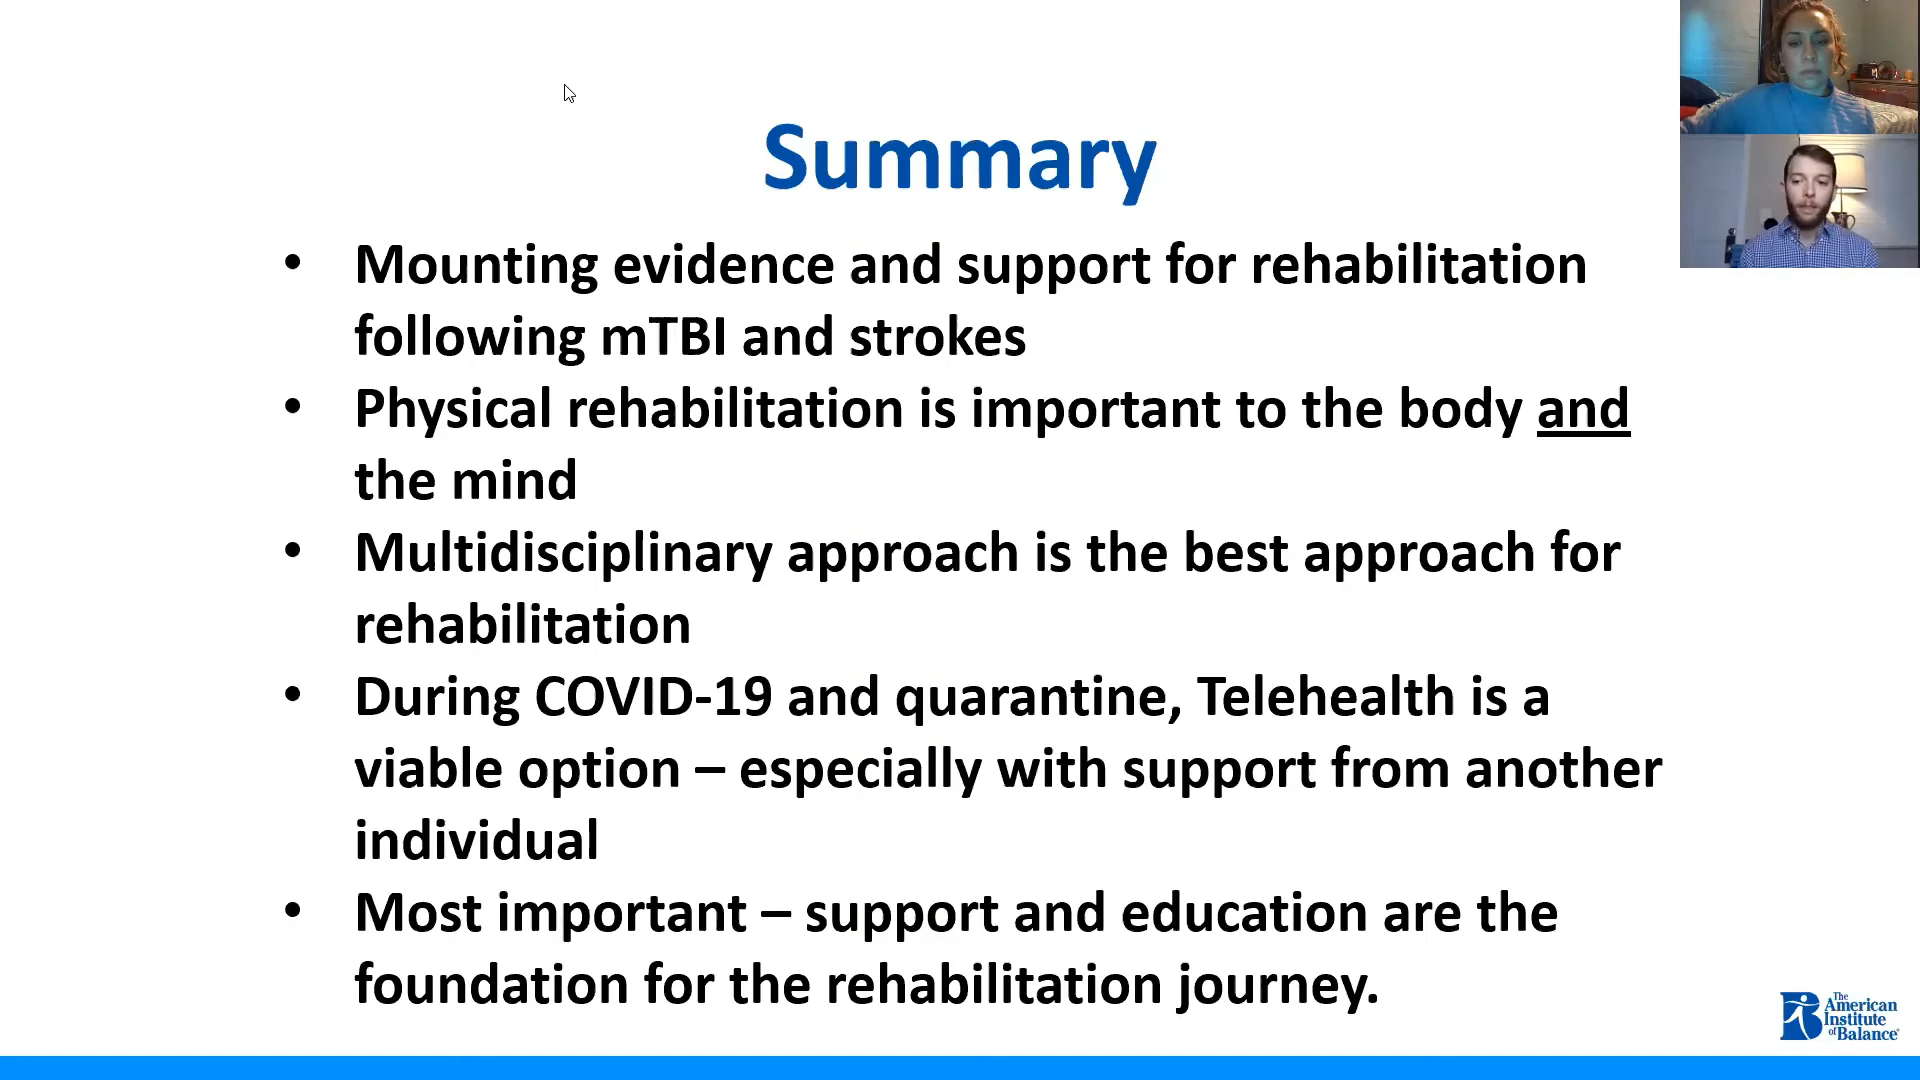 Summary
• Mounting evidence and support for rehabilitation
following mTBI and strokes
• Physical rehabilitation is important to the body and
the mind
• Multidisciplinary approach is the best approach for
rehabilitation
• During COVID-19 and quarantine, Telehealth is a
viable option – especially with support from another
individual
• Most important – support and education are the
foundation for the rehabilitation journey.
The
American
Institute
of Balance